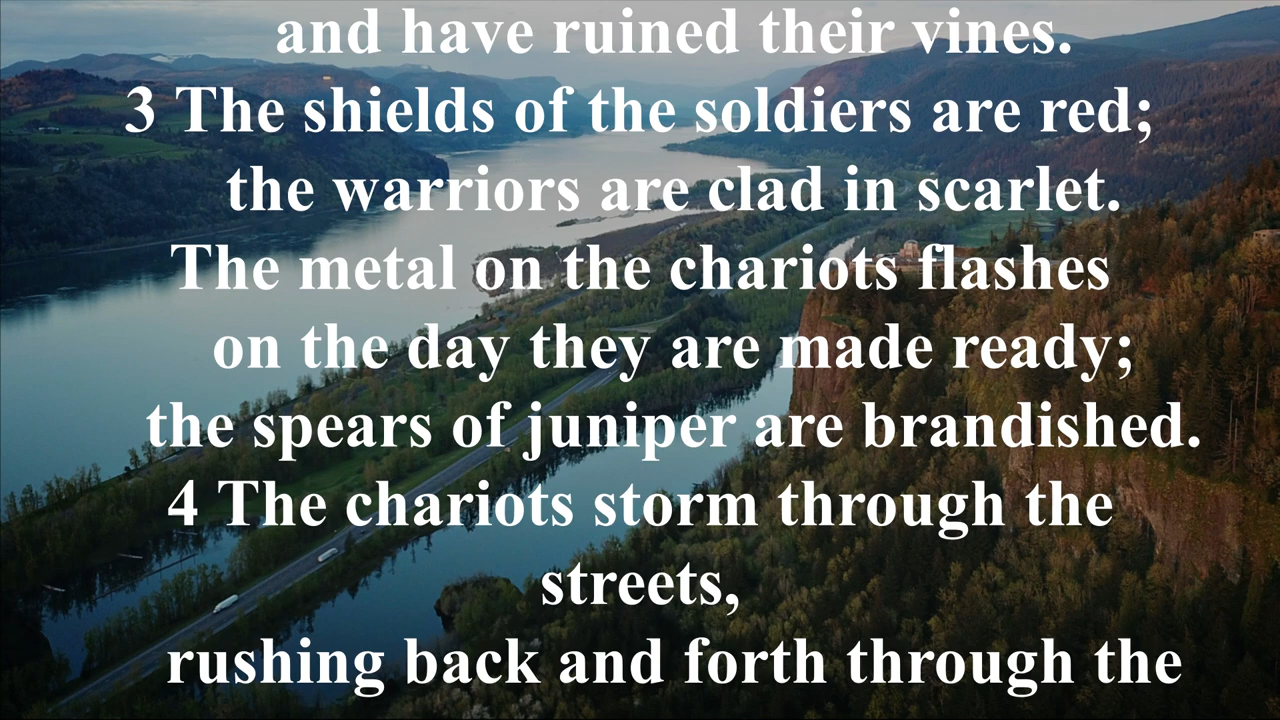 and have ruined their vines.
3 The shields of the soldiers are red;
the warriors are clad in scarlet.
The metal on the chariots flashes
on the day they are made ready;
the spears of juniper are brandished.
4 The chariots storm through the
streets,
rushing back and forth through the